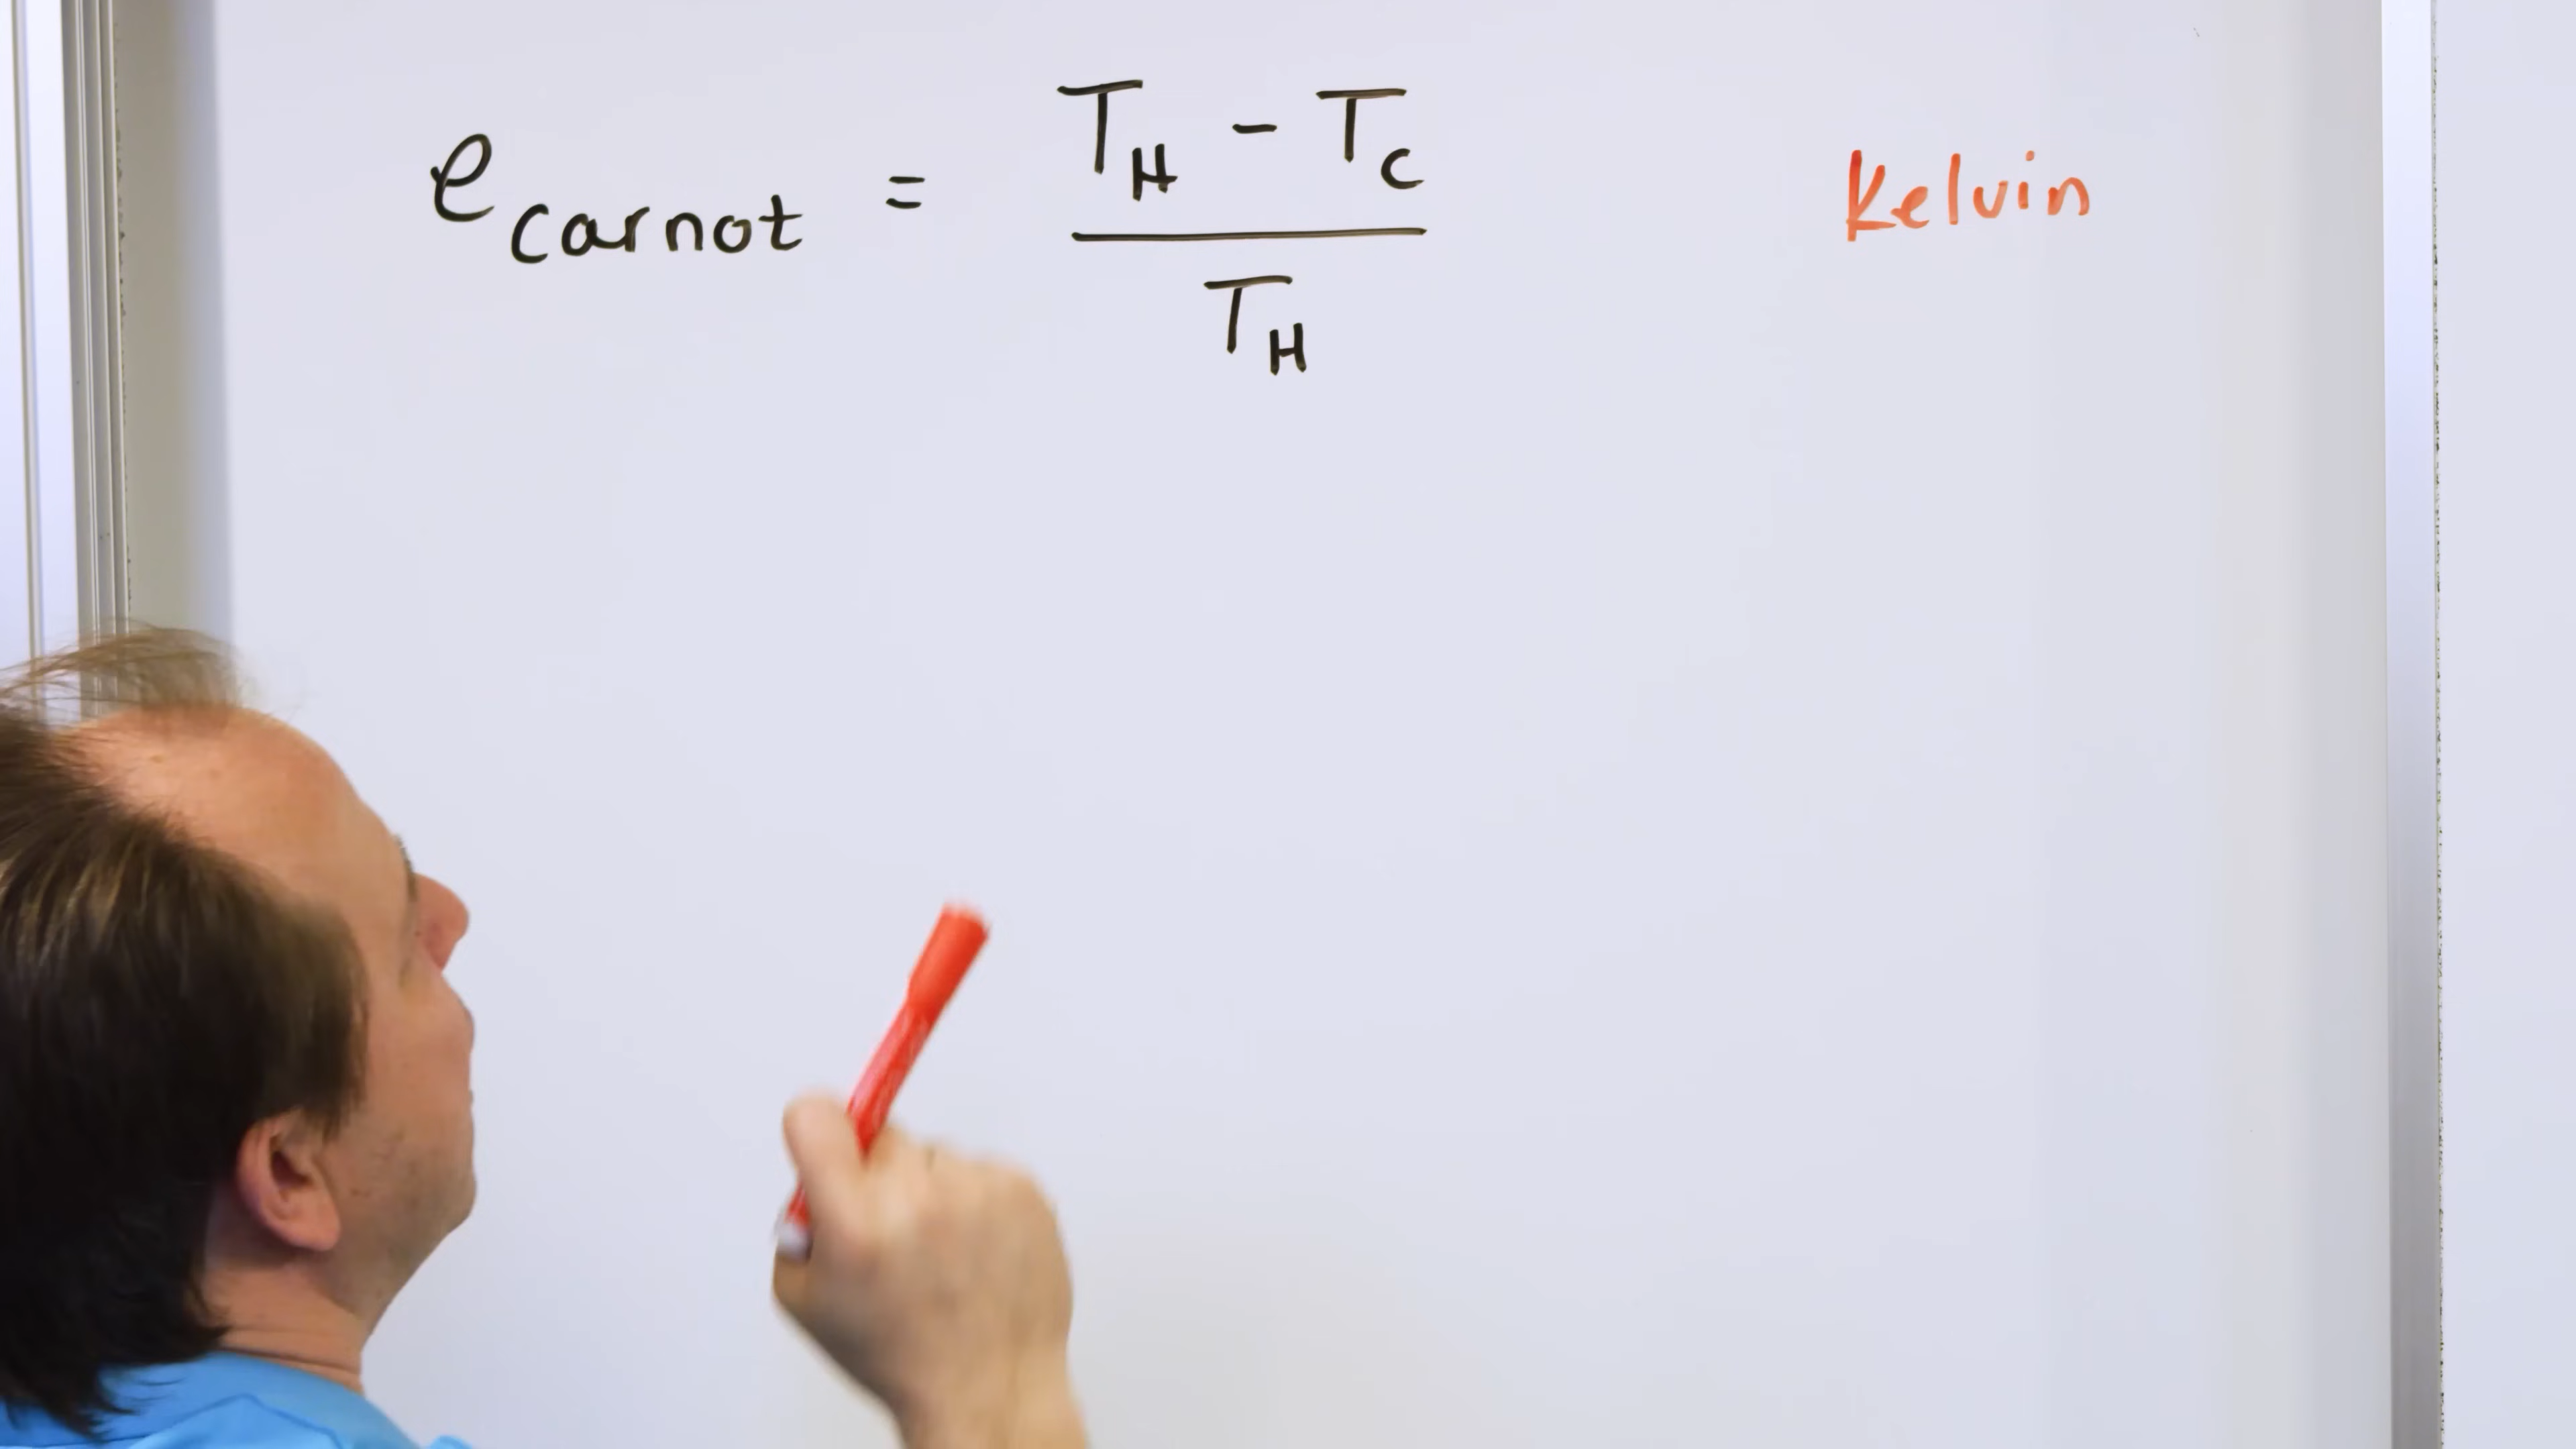 e_carnot = (T_H - T_C) / T_H
Kelvin